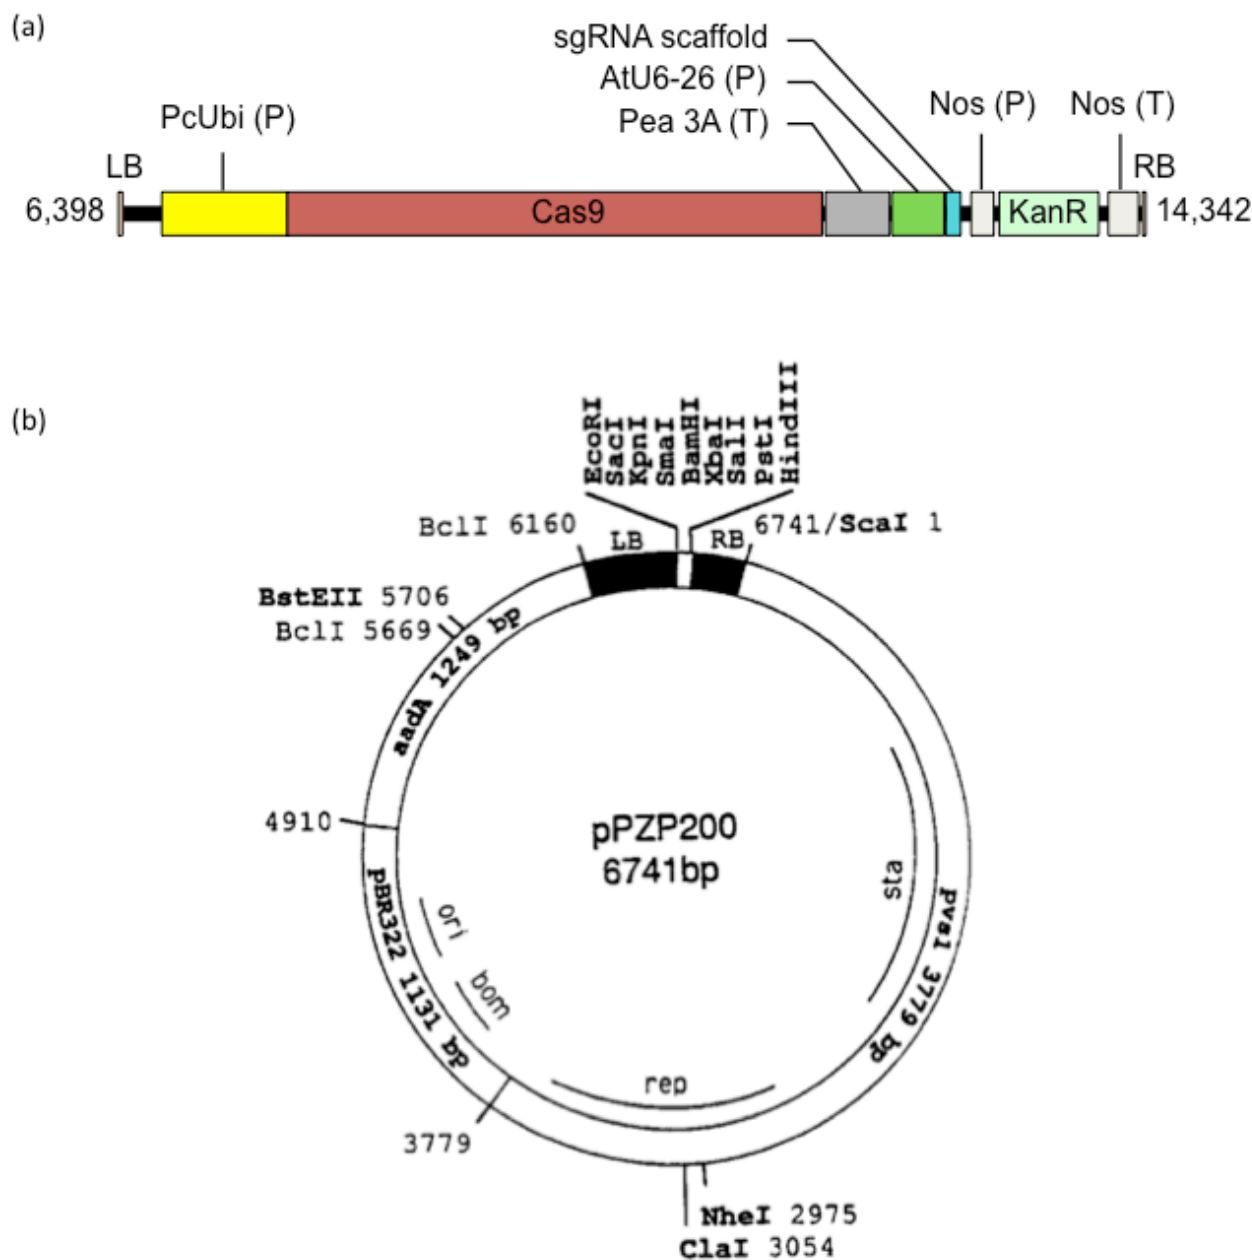 (a)
sgRNA scaffold
AtU6-26 (P)
Pea 3A (T)
PcUbi (P)
Nos (P)
Nos (T)
LB
RB
6,398
Cas9
KanR
14,342
(b)
EcoRI
SacI
KpnI
SmaI
BamHI
XbaI
SalI
PstI
HindIII
BclI 6160
LB
RB
6741/ScaI 1
BstEII 5706
BclI 5669
aadA 1249 bp
4910
pPZP200
6741bp
sta
pvs1 3779 bp
ori
bom
pBR322 1131 bp
rep
3779
NheI 2975
ClaI 3054